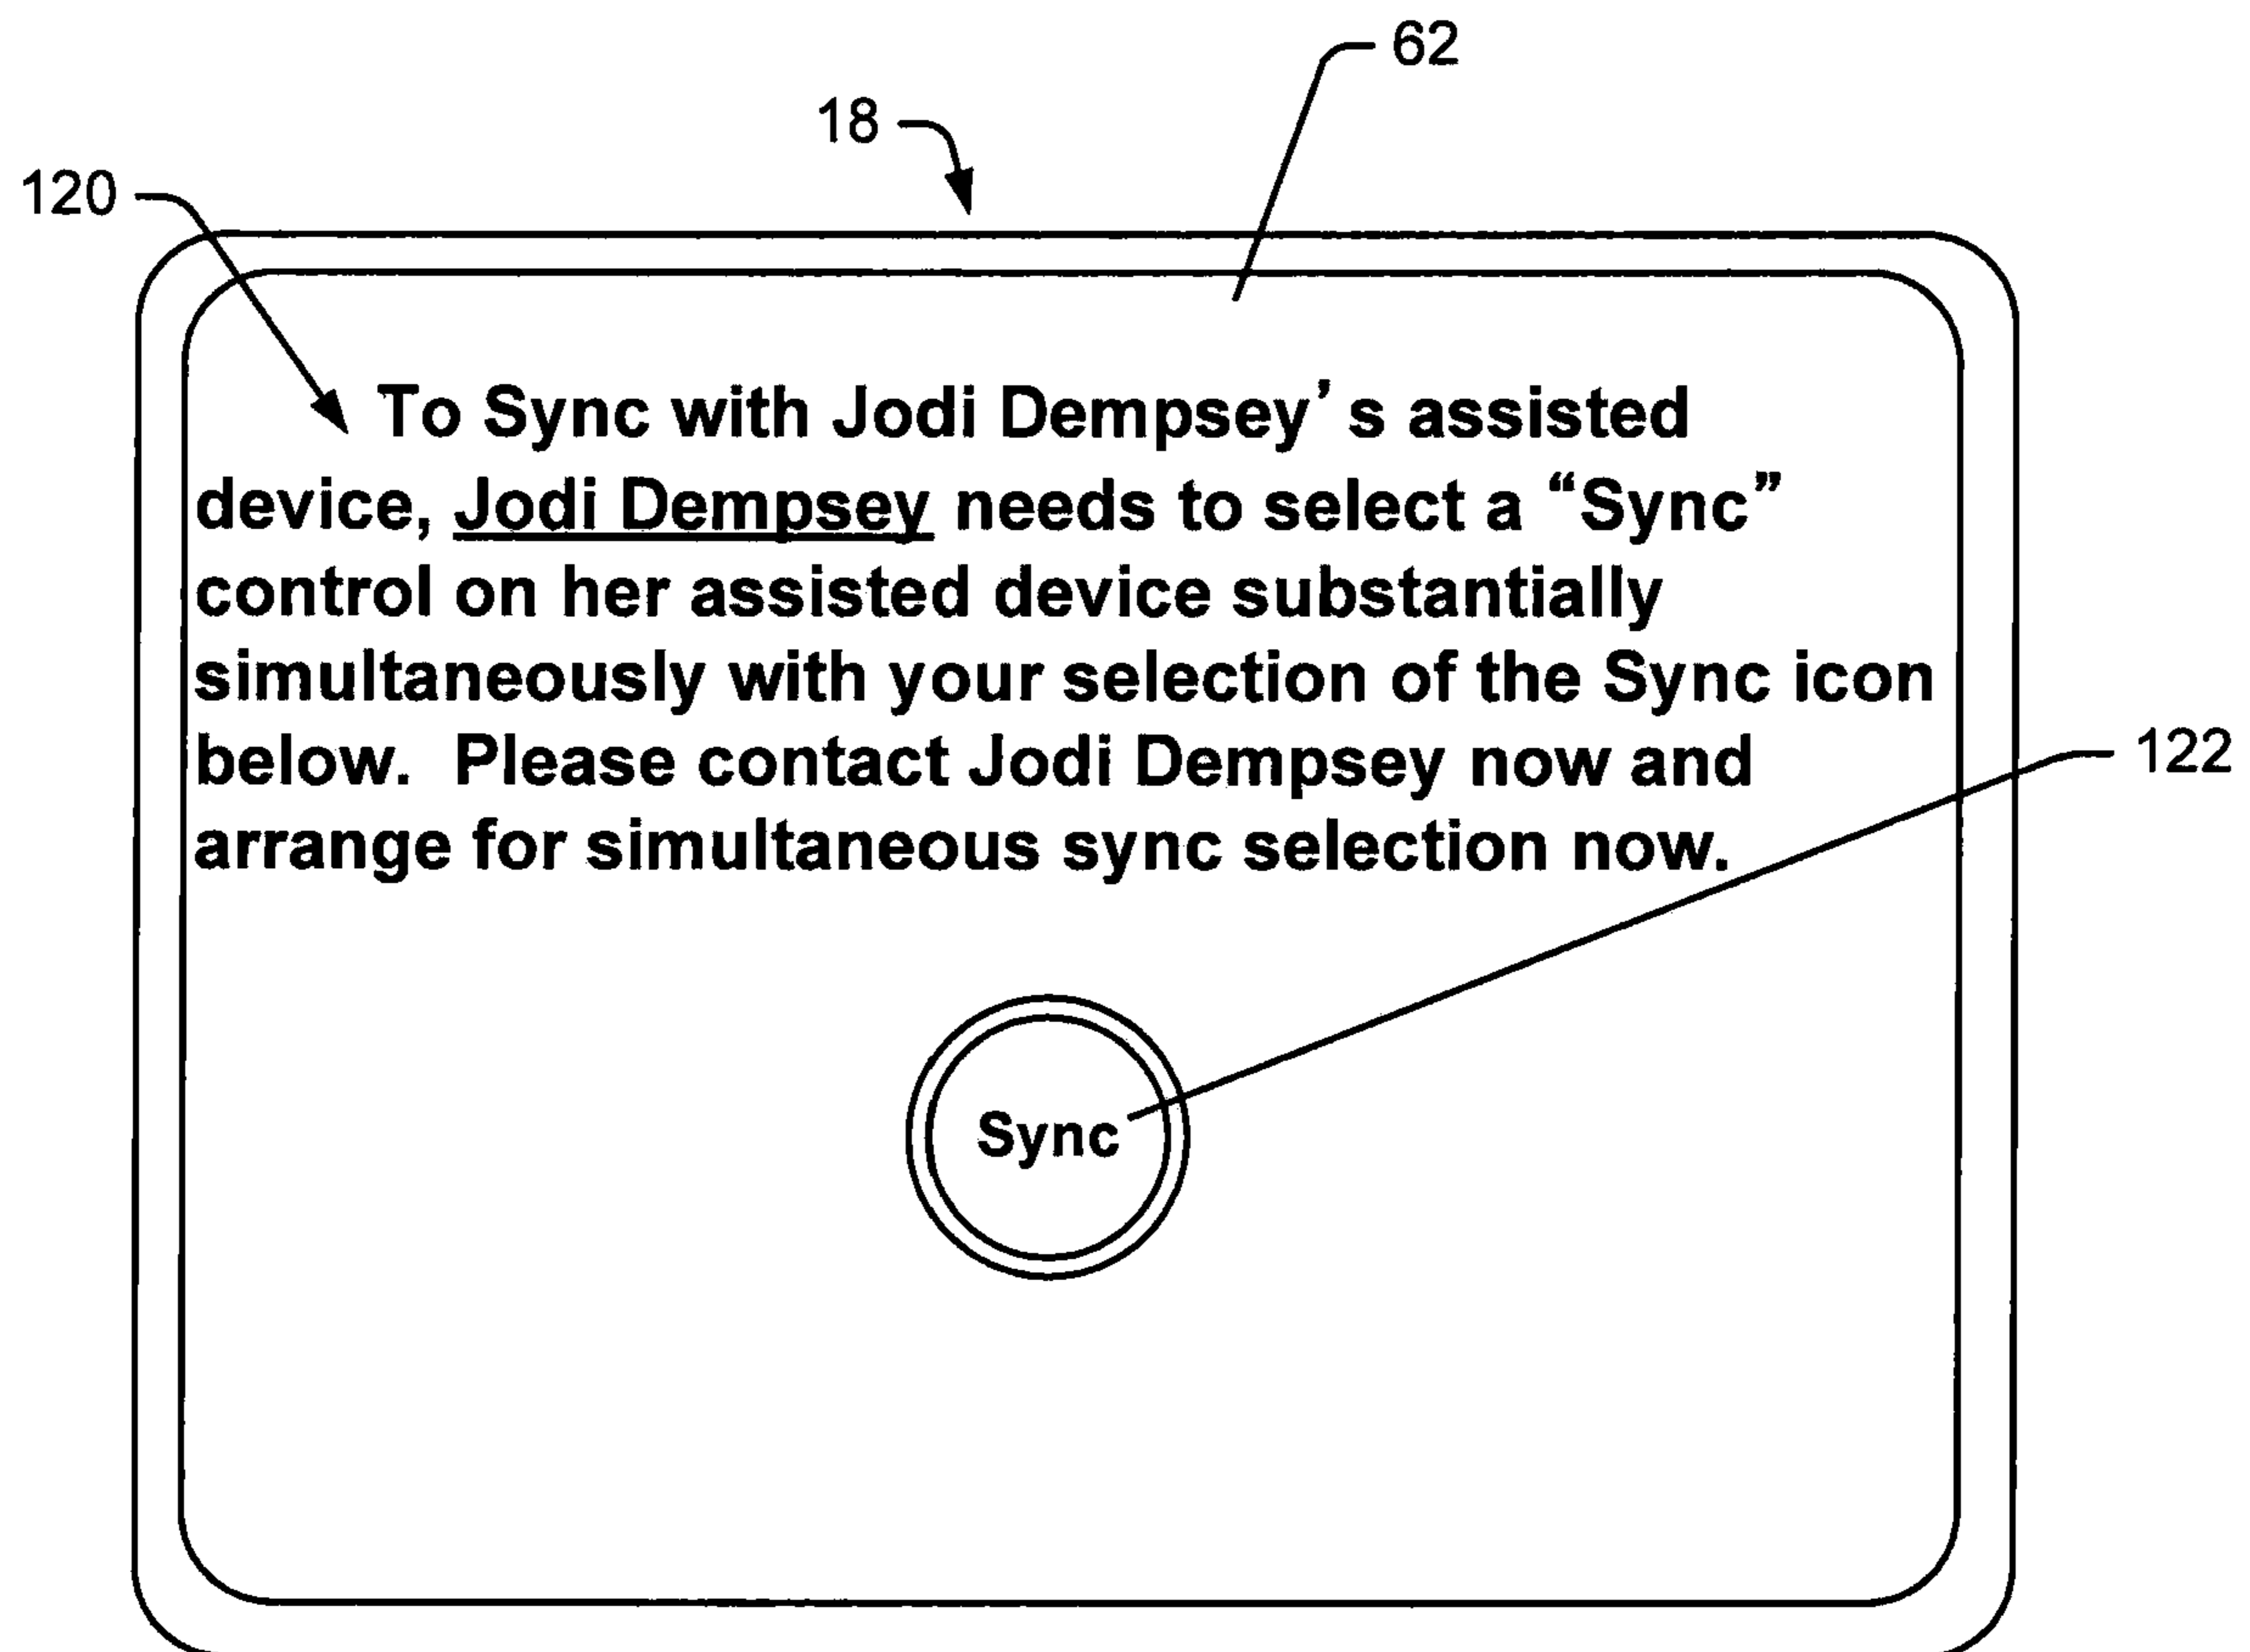 62
18
120
To Sync with Jodi Dempsey's assisted
device, Jodi Dempsey needs to select a “Sync”
control on her assisted device substantially
simultaneously with your selection of the Sync icon
below.  Please contact Jodi Dempsey now and
122
arrange for simultaneous sync selection now.
Sync